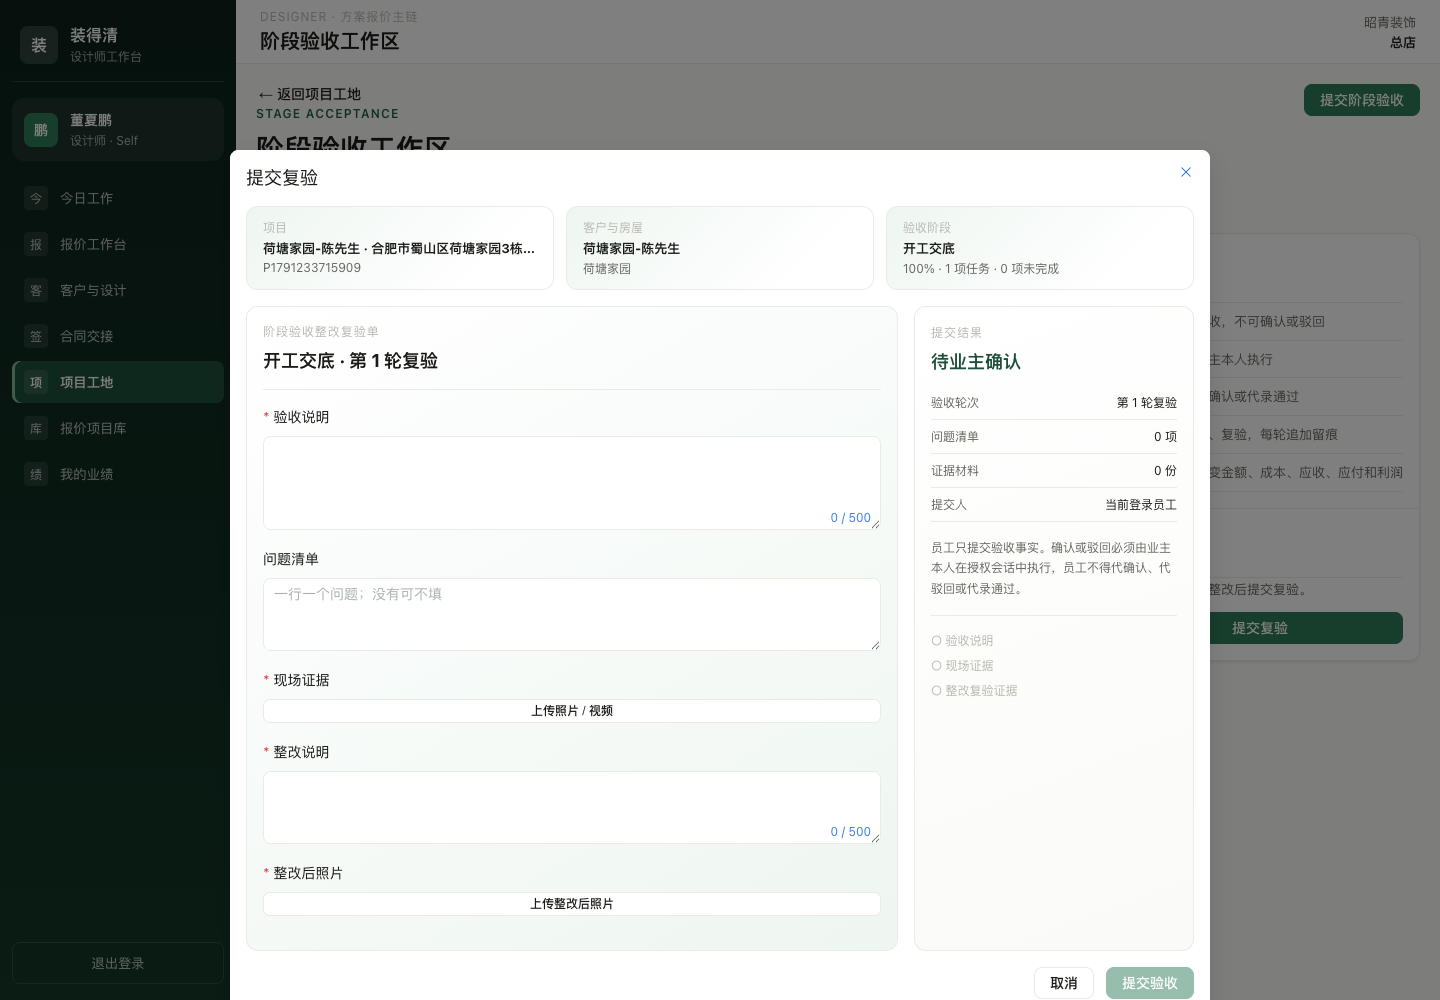 装
装得清
设计师工作台
鹏
董夏鹏
设计师 · Self
今 今日工作
报 报价工作台
客 客户与设计
签 合同交接
项 项目工地
库 报价项目库
绩 我的业绩
退出登录
DESIGNER · 方案报价主链
阶段验收工作区
昭青装饰
总店
← 返回项目工地
STAGE ACCEPTANCE
阶段验收工作区
提交阶段验收
收，不可确认或驳回
主本人执行
确认或代录通过
、复验，每轮追加留痕
变金额、成本、应收、应付和利润
整改后提交复验。
提交复验
提交复验
项目
荷塘家园-陈先生 · 合肥市蜀山区荷塘家园3栋...
P1791233715909
客户与房屋
荷塘家园-陈先生
荷塘家园
验收阶段
开工交底
100% · 1 项任务 · 0 项未完成
阶段验收整改复验单
开工交底 · 第 1 轮复验
* 验收说明
0 / 500
问题清单
一行一个问题；没有可不填
* 现场证据
上传照片 / 视频
* 整改说明
0 / 500
* 整改后照片
上传整改后照片
提交结果
待业主确认
验收轮次 第 1 轮复验
问题清单 0 项
证据材料 0 份
提交人 当前登录员工
员工只提交验收事实。确认或驳回必须由业主
本人在授权会话中执行，员工不得代确认、代
驳回或代录通过。
验收说明
现场证据
整改复验证据
取消
提交验收